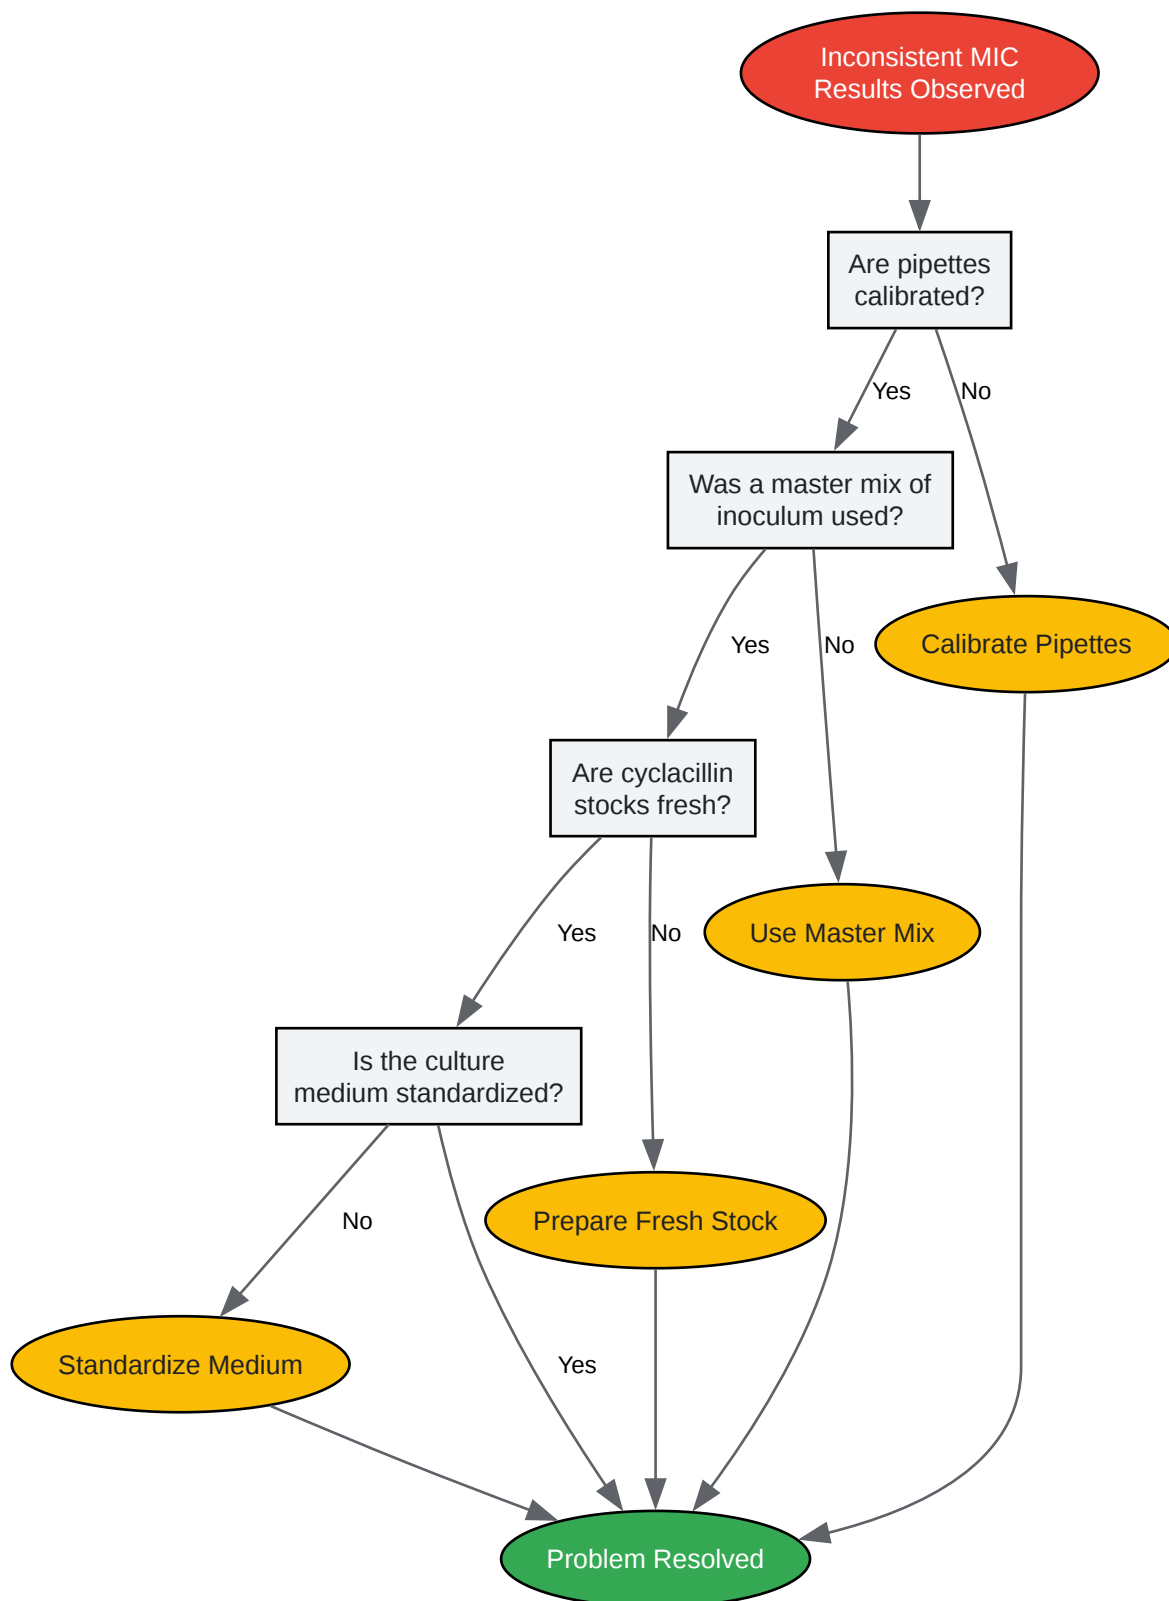 Inconsistent MIC
Results Observed
Are pipettes
calibrated?
Yes
No
Was a master mix of
inoculum used?
Yes
No
Calibrate Pipettes
Are cyclacillin
stocks fresh?
Yes
No
Use Master Mix
Is the culture
medium standardized?
No
Prepare Fresh Stock
Standardize Medium
Yes
Problem Resolved